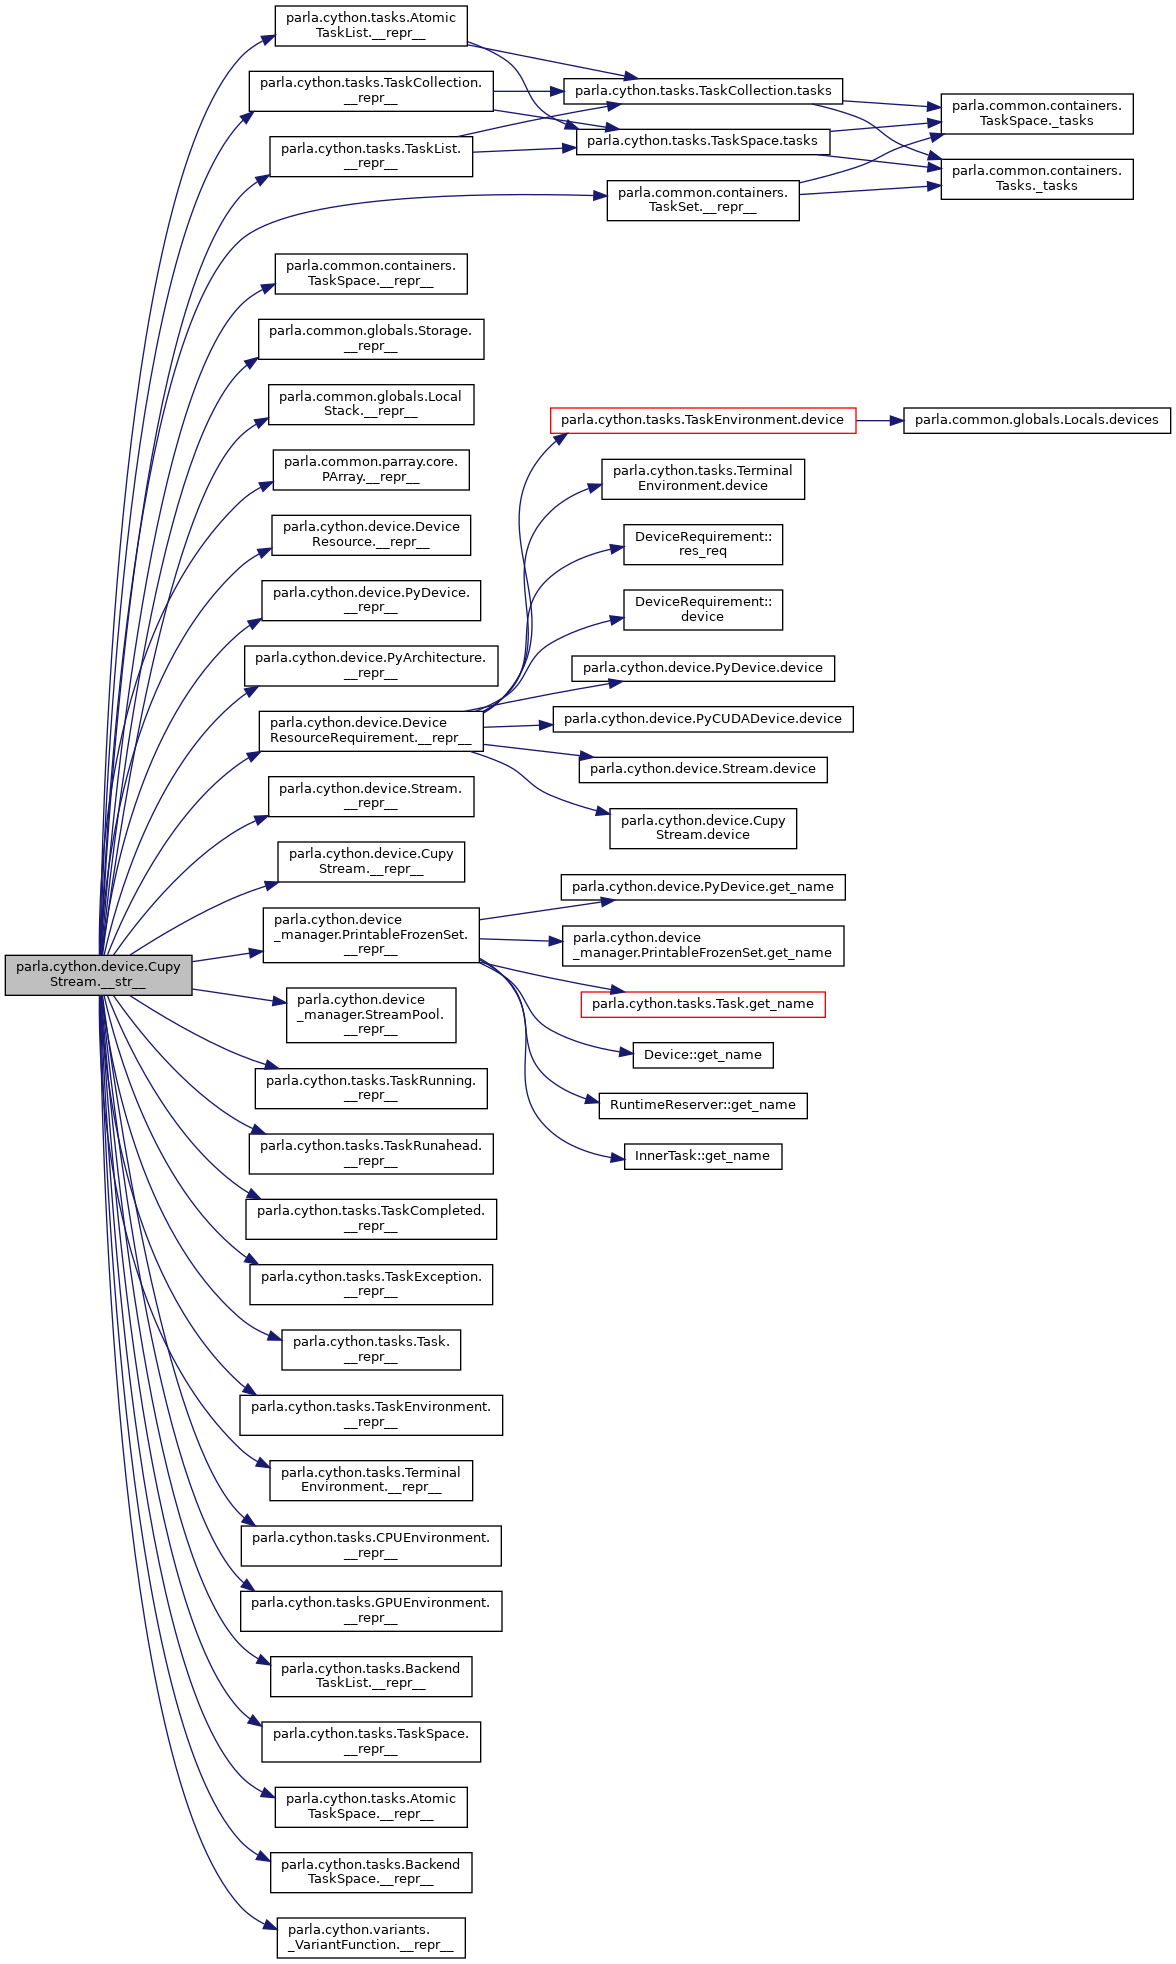 parla.cython.device.Cupy
Stream.__str__
parla.cython.tasks.Atomic
TaskList.__repr__
parla.cython.tasks.TaskCollection.
__repr__
parla.cython.tasks.TaskList.
__repr__
parla.common.containers.
TaskSet.__repr__
parla.cython.tasks.TaskCollection.tasks
parla.cython.tasks.TaskSpace.tasks
parla.common.containers.
TaskSpace._tasks
parla.common.containers.
Tasks._tasks
parla.common.containers.
TaskSpace.__repr__
parla.common.globals.Storage.
__repr__
parla.common.globals.Local
Stack.__repr__
parla.common.parray.core.
PArray.__repr__
parla.cython.device.Device
Resource.__repr__
parla.cython.device.PyDevice.
__repr__
parla.cython.device.PyArchitecture.
__repr__
parla.cython.device.Device
ResourceRequirement.__repr__
parla.cython.tasks.TaskEnvironment.device
parla.common.globals.Locals.devices
parla.cython.tasks.Terminal
Environment.device
DeviceRequirement::
res_req
DeviceRequirement::
device
parla.cython.device.PyDevice.device
parla.cython.device.PyCUDADevice.device
parla.cython.device.Stream.device
parla.cython.device.Cupy
Stream.device
parla.cython.device.Stream.
__repr__
parla.cython.device.Cupy
Stream.__repr__
parla.cython.device
_manager.PrintableFrozenSet.
__repr__
parla.cython.device.PyDevice.get_name
parla.cython.device
_manager.PrintableFrozenSet.get_name
parla.cython.tasks.Task.get_name
Device::get_name
RuntimeReserver::get_name
InnerTask::get_name
parla.cython.device
_manager.StreamPool.
__repr__
parla.cython.tasks.TaskRunning.
__repr__
parla.cython.tasks.TaskRunahead.
__repr__
parla.cython.tasks.TaskCompleted.
__repr__
parla.cython.tasks.TaskException.
__repr__
parla.cython.tasks.Task.
__repr__
parla.cython.tasks.TaskEnvironment.
__repr__
parla.cython.tasks.Terminal
Environment.__repr__
parla.cython.tasks.CPUEnvironment.
__repr__
parla.cython.tasks.GPUEnvironment.
__repr__
parla.cython.tasks.Backend
TaskList.__repr__
parla.cython.tasks.TaskSpace.
__repr__
parla.cython.tasks.Atomic
TaskSpace.__repr__
parla.cython.tasks.Backend
TaskSpace.__repr__
parla.cython.variants.
_VariantFunction.__repr__